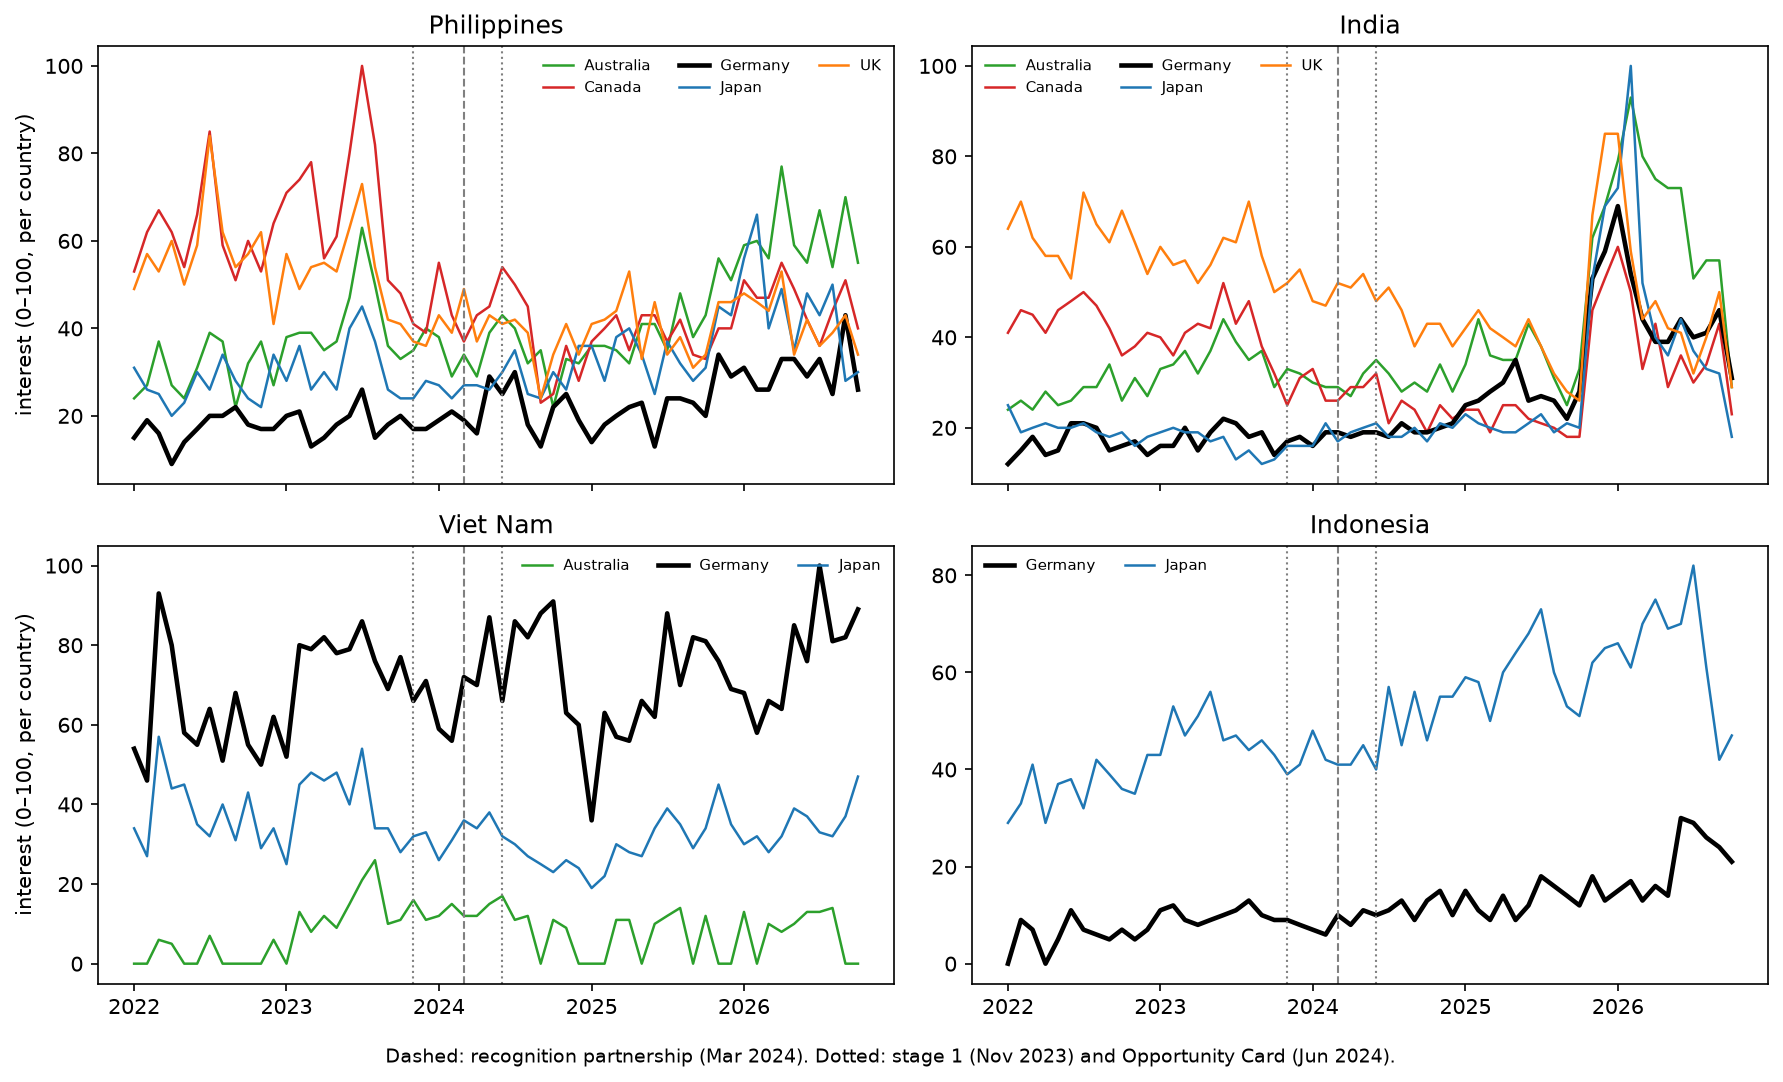 Philippines
India
interest (0–100, per country)
100
80
60
40
20
Australia Germany UK
Canada Japan
100
80
60
40
20
Australia Germany UK
Canada Japan
Viet Nam
Indonesia
interest (0–100, per country)
100
80
60
40
20
0
Australia Germany Japan
2022 2023 2024 2025 2026
80
60
40
20
0
Germany Japan
2022 2023 2024 2025 2026
Dashed: recognition partnership (Mar 2024). Dotted: stage 1 (Nov 2023) and Opportunity Card (Jun 2024).